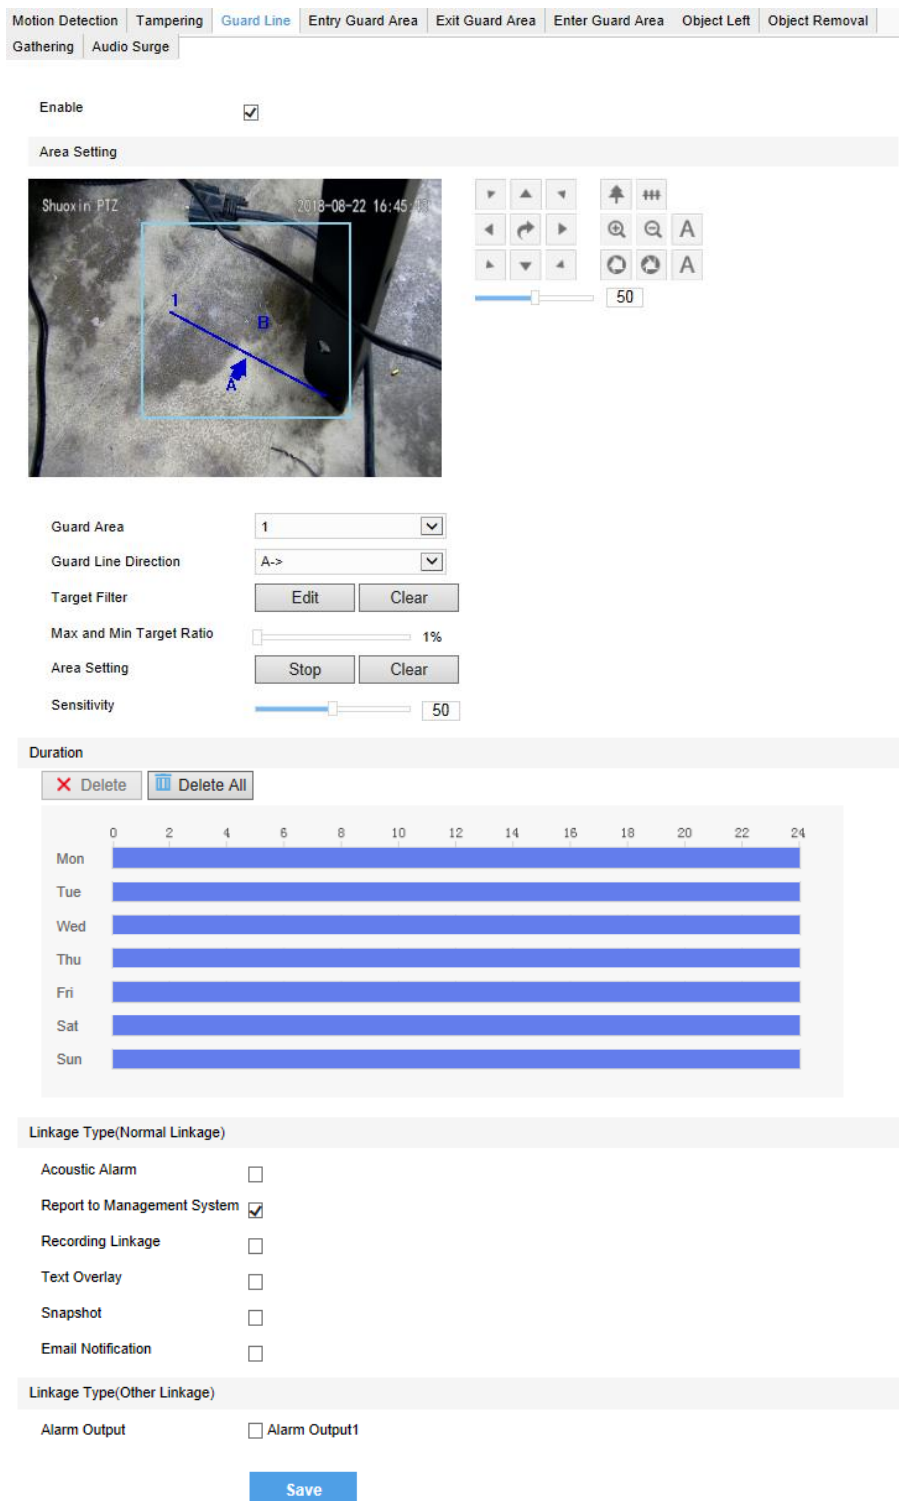 Motion Detection Tampering Guard Line Entry Guard Area Exit Guard Area Enter Guard Area Object Left Object Removal
Gathering Audio Surge
Enable
Area Setting
Shuoxin PTZ 2018-08-22 16:45
A
A
50
1
B
A
Guard Area 1
Guard Line Direction A->
Target Filter Edit Clear
Max and Min Target Ratio 1%
Area Setting Stop Clear
Sensitivity 50
Duration
Delete Delete All
0 2 4 6 8 10 12 14 16 18 20 22 24
Mon
Tue
Wed
Thu
Fri
Sat
Sun
Linkage Type(Normal Linkage)
Acoustic Alarm
Report to Management System
Recording Linkage
Text Overlay
Snapshot
Email Notification
Linkage Type(Other Linkage)
Alarm Output Alarm Output1
Save